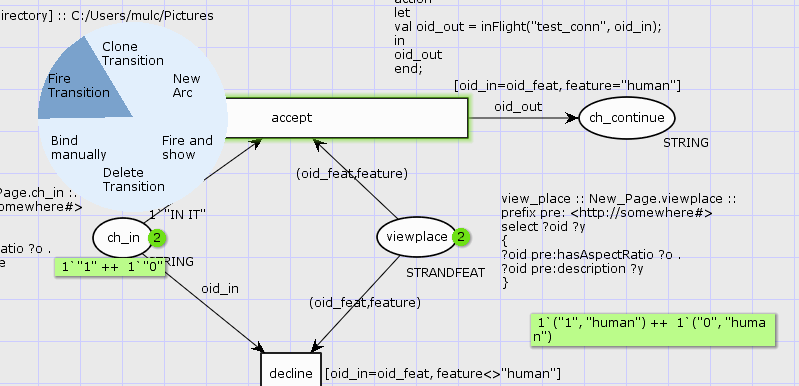 irectory] :: C:/Users/mulc/Pictures
let
val oid_out = inFlight("test_conn", oid_in);
in
oid_out
end;
Clone
Transition
Fire
Transition
New
Arc
Bind
manually
Fire and
show
Delete
Transition
accept
[oid_in=oid_feat, feature="human"]
oid_out
ch_continue
STRING
(oid_feat,feature)
Page.ch_in :.
omewhere#>
1`"IN IT"
ch_in
2
1`"1" ++ 1`"0"
atio ?o .
e
oid_in
viewplace
2
STRANDFEAT
(oid_feat,feature)
view_place :: New_Page.viewplace ::
prefix pre: <http://somewhere#>
select ?oid ?y
{
?oid pre:hasAspectRatio ?o .
?oid pre:description ?y
}
1`("1", "human") ++ 1`("0", "huma
n")
decline
[oid_in=oid_feat, feature<>"human"]